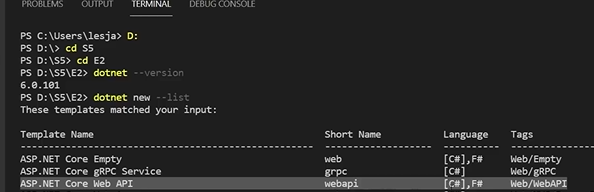 PROBLEMS OUTPUT TERMINAL DEBUG CONSOLE
PS C:\Users\lesja> D:
PS D:\> cd S5
PS D:\S5> cd E2
PS D:\S5\E2> dotnet --version
6.0.101
PS D:\S5\E2> dotnet new --list
These templates matched your input:
Template Name Short Name Language Tags
--------------------------------------------- ------------------- ---------- ----------------
ASP.NET Core Empty web [C#],F# Web/Empty
ASP.NET Core gRPC Service grpc [C#] Web/gRPC
ASP.NET Core Web API webapi [C#],F# Web/WebAPI